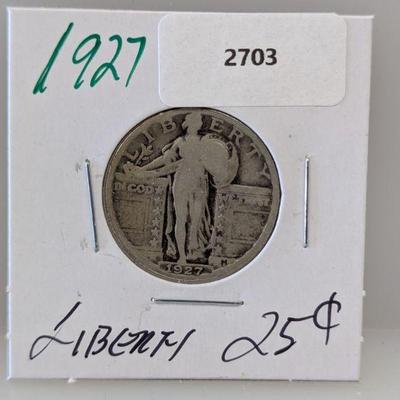 1927
2703
LIBERTY
IN GOD WE TRUST
1927
LIBERTY 25¢